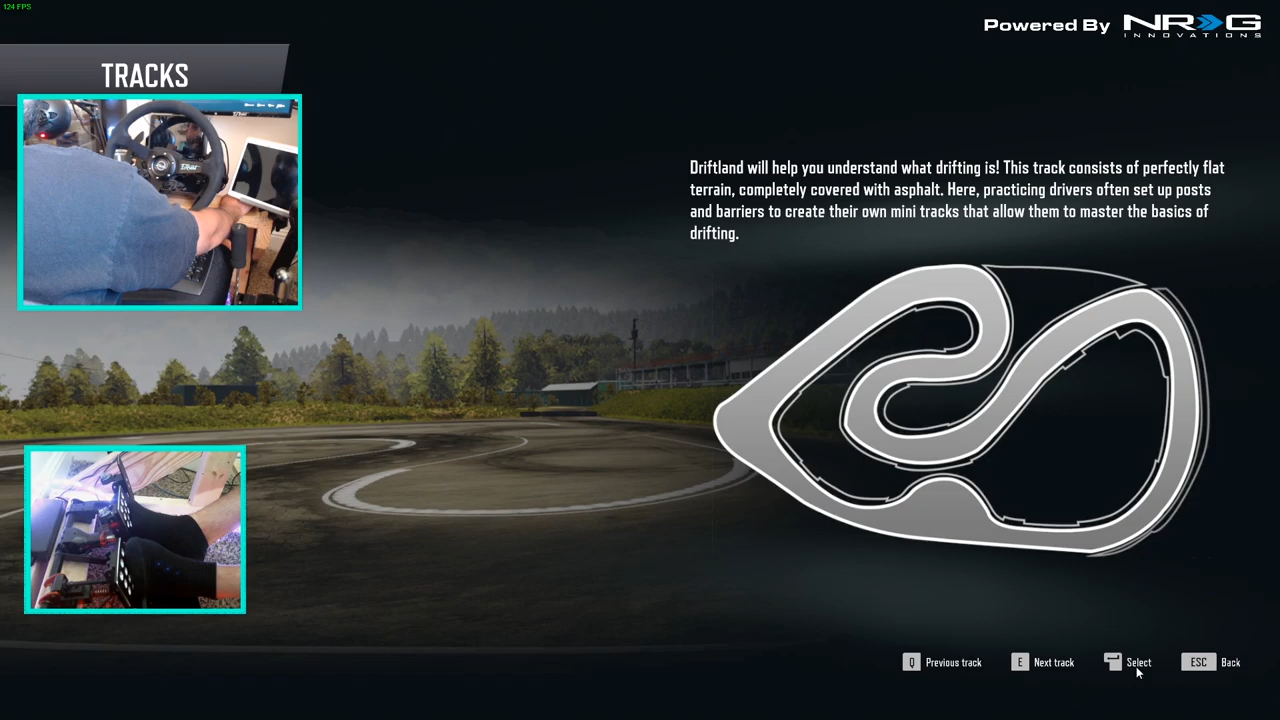 124 FPS
Powered By NRG
INNOVATIONS
TRACKS
Driftland will help you understand what drifting is! This track consists of perfectly flat
terrain, completely covered with asphalt. Here, practicing drivers often set up posts
and barriers to create their own mini tracks that allow them to master the basics of
drifting.
Q Previous track E Next track Select ESC Back